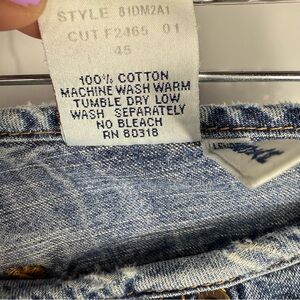 STYLE 81DM2A1
CUT F2465 01
45
100% COTTON
MACHINE WASH WARM
TUMBLE DRY LOW
WASH SEPARATELY
NO BLEACH
RN 80318